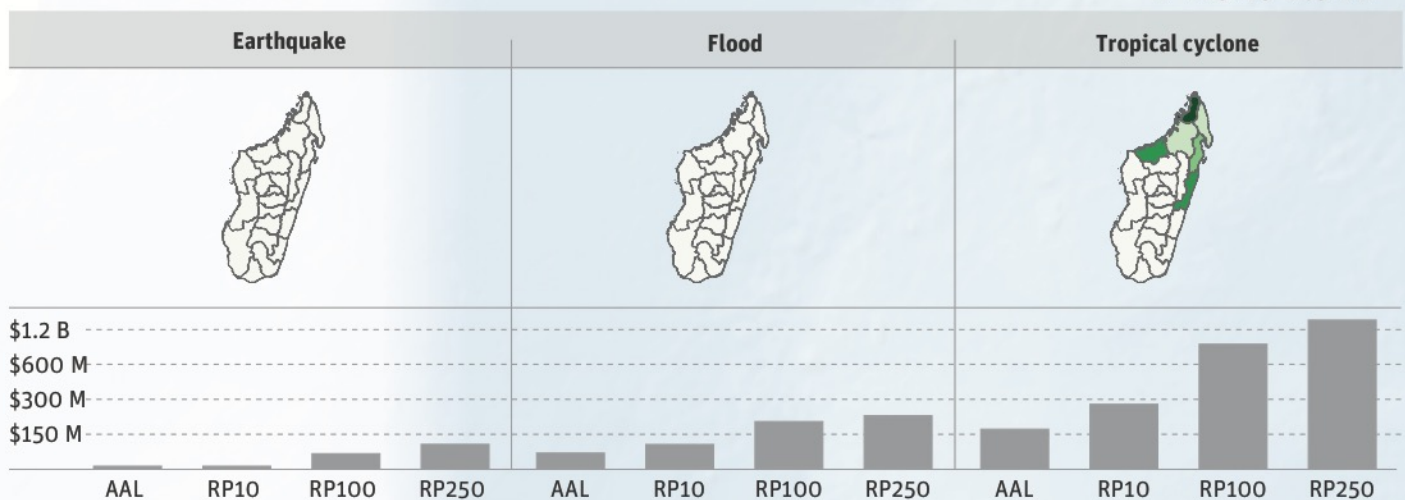 Earthquake Flood Tropical cyclone
$1.2 B
$600 M
$300 M
$150 M
AAL RP10 RP100 RP250 AAL RP10 RP100 RP250 AAL RP10 RP100 RP250